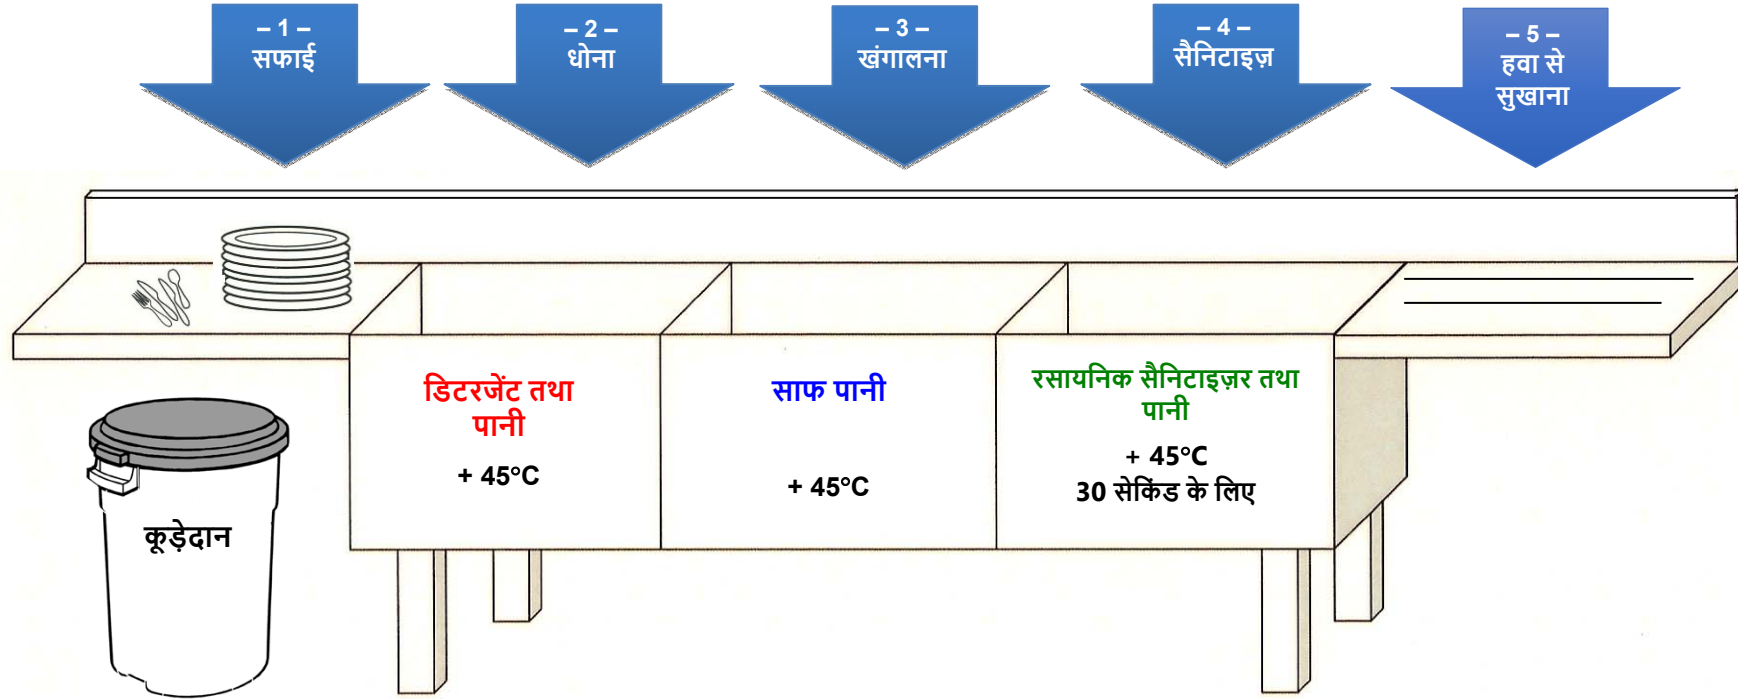 – 1 –
सफाई
– 2 –
धोना
– 3 –
खंगालना
– 4 –
सैनिटाइज़
– 5 –
हवा से
सुखाना
डिटरजेंट तथा
पानी
+ 45°C
साफ पानी
+ 45°C
रसायनिक सैनिटाइज़र तथा
पानी
+ 45°C
30 सेकिंड के लिए
कूड़ेदान